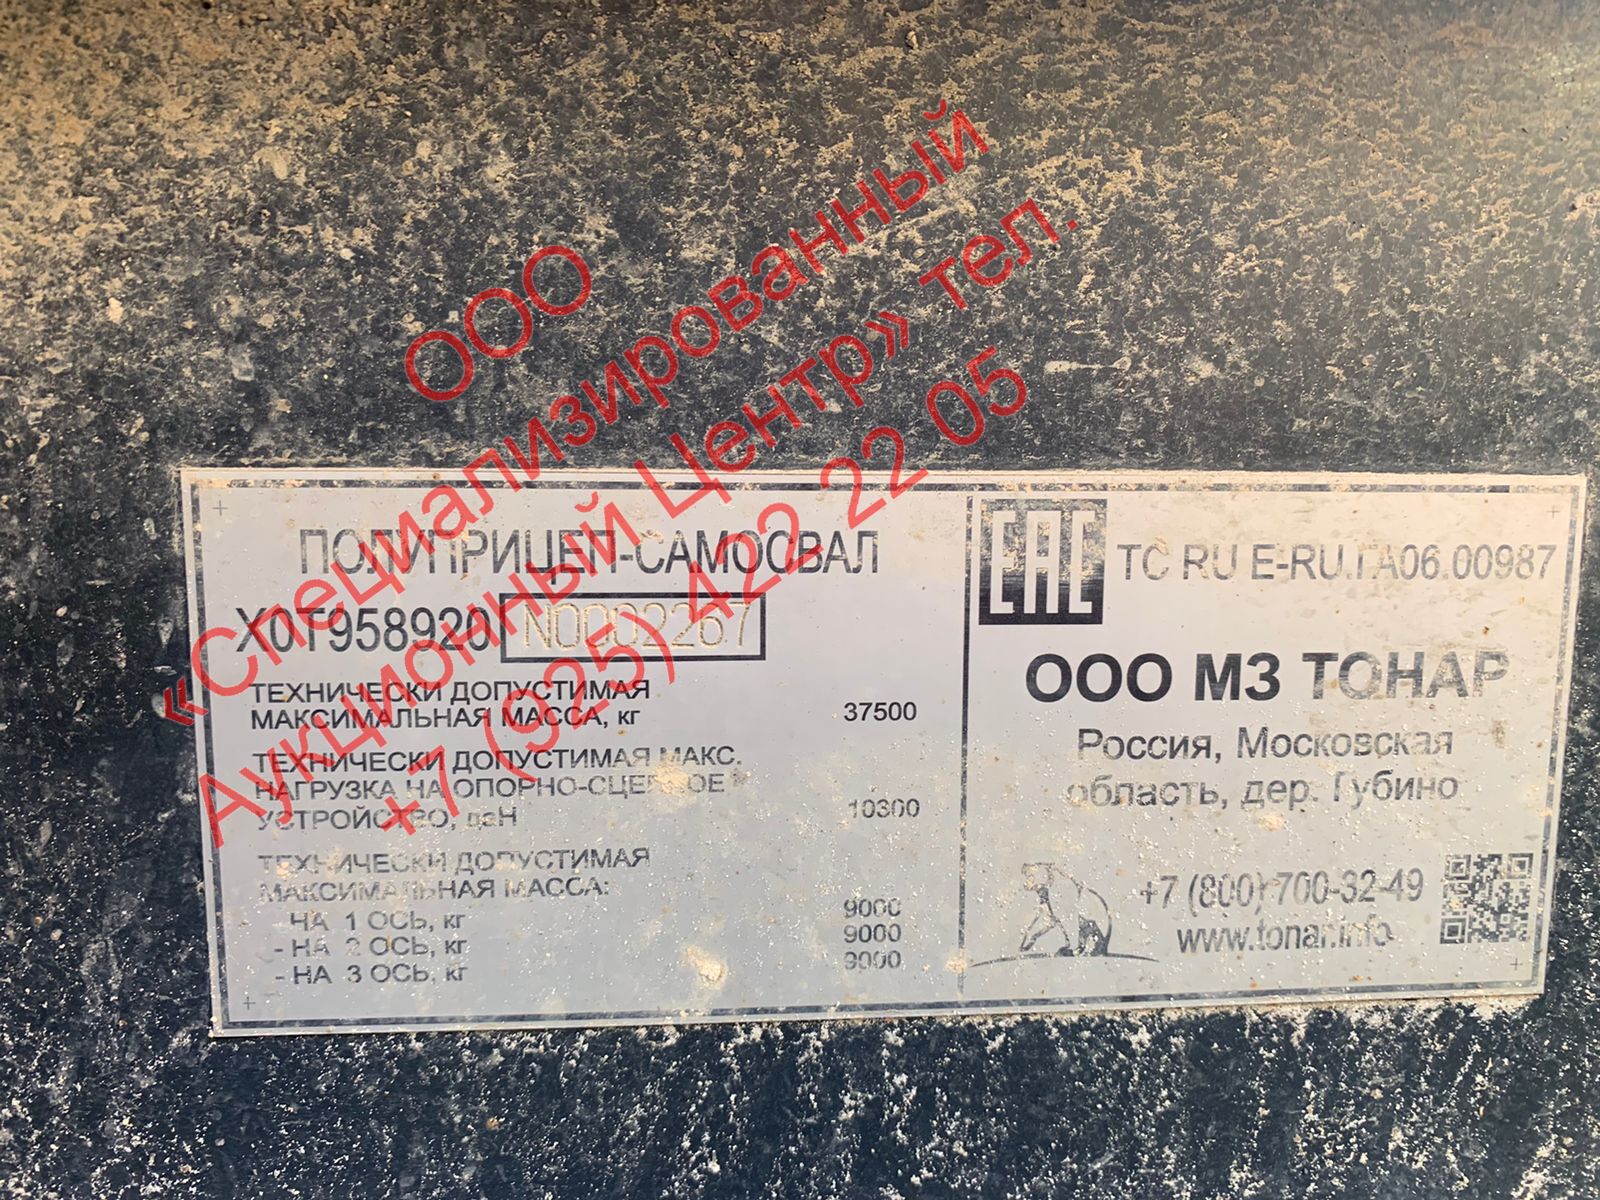 ООО
«Специализированный
Аукционный Центр» тел.
+7 (925) 422 22 05
ПОЛУПРИЦЕП-САМОСВАЛ
X0T958920 N0002267
ТЕХНИЧЕСКИ ДОПУСТИМАЯ
МАКСИМАЛЬНАЯ МАССА, кг 37500
ТЕХНИЧЕСКИ ДОПУСТИМАЯ МАКС.
НАГРУЗКА НА ОПОРНО-СЦЕПНОЕ
УСТРОЙСТВО, даН 10300
ТЕХНИЧЕСКИ ДОПУСТИМАЯ
МАКСИМАЛЬНАЯ МАССА:
- НА 1 ОСЬ, кг 9000
- НА 2 ОСЬ, кг 9000
- НА 3 ОСЬ, кг 9000
EAC TC RU E-RU.ГА06.00987
ООО МЗ ТОНАР
Россия, Московская
область, дер. Губино
+7 (800) 700-32-49
www.tonar.info